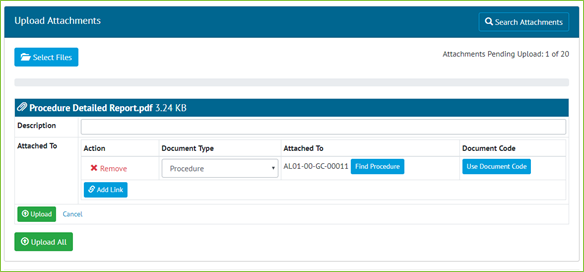 Upload Attachments
Search Attachments
Select Files
Attachments Pending Upload: 1 of 20
Procedure Detailed Report.pdf 3.24 KB
Description
Attached To
Action Document Type Attached To Document Code
Remove Procedure AL01-00-GC-00011 Find Procedure Use Document Code
Add Link
Upload Cancel
Upload All